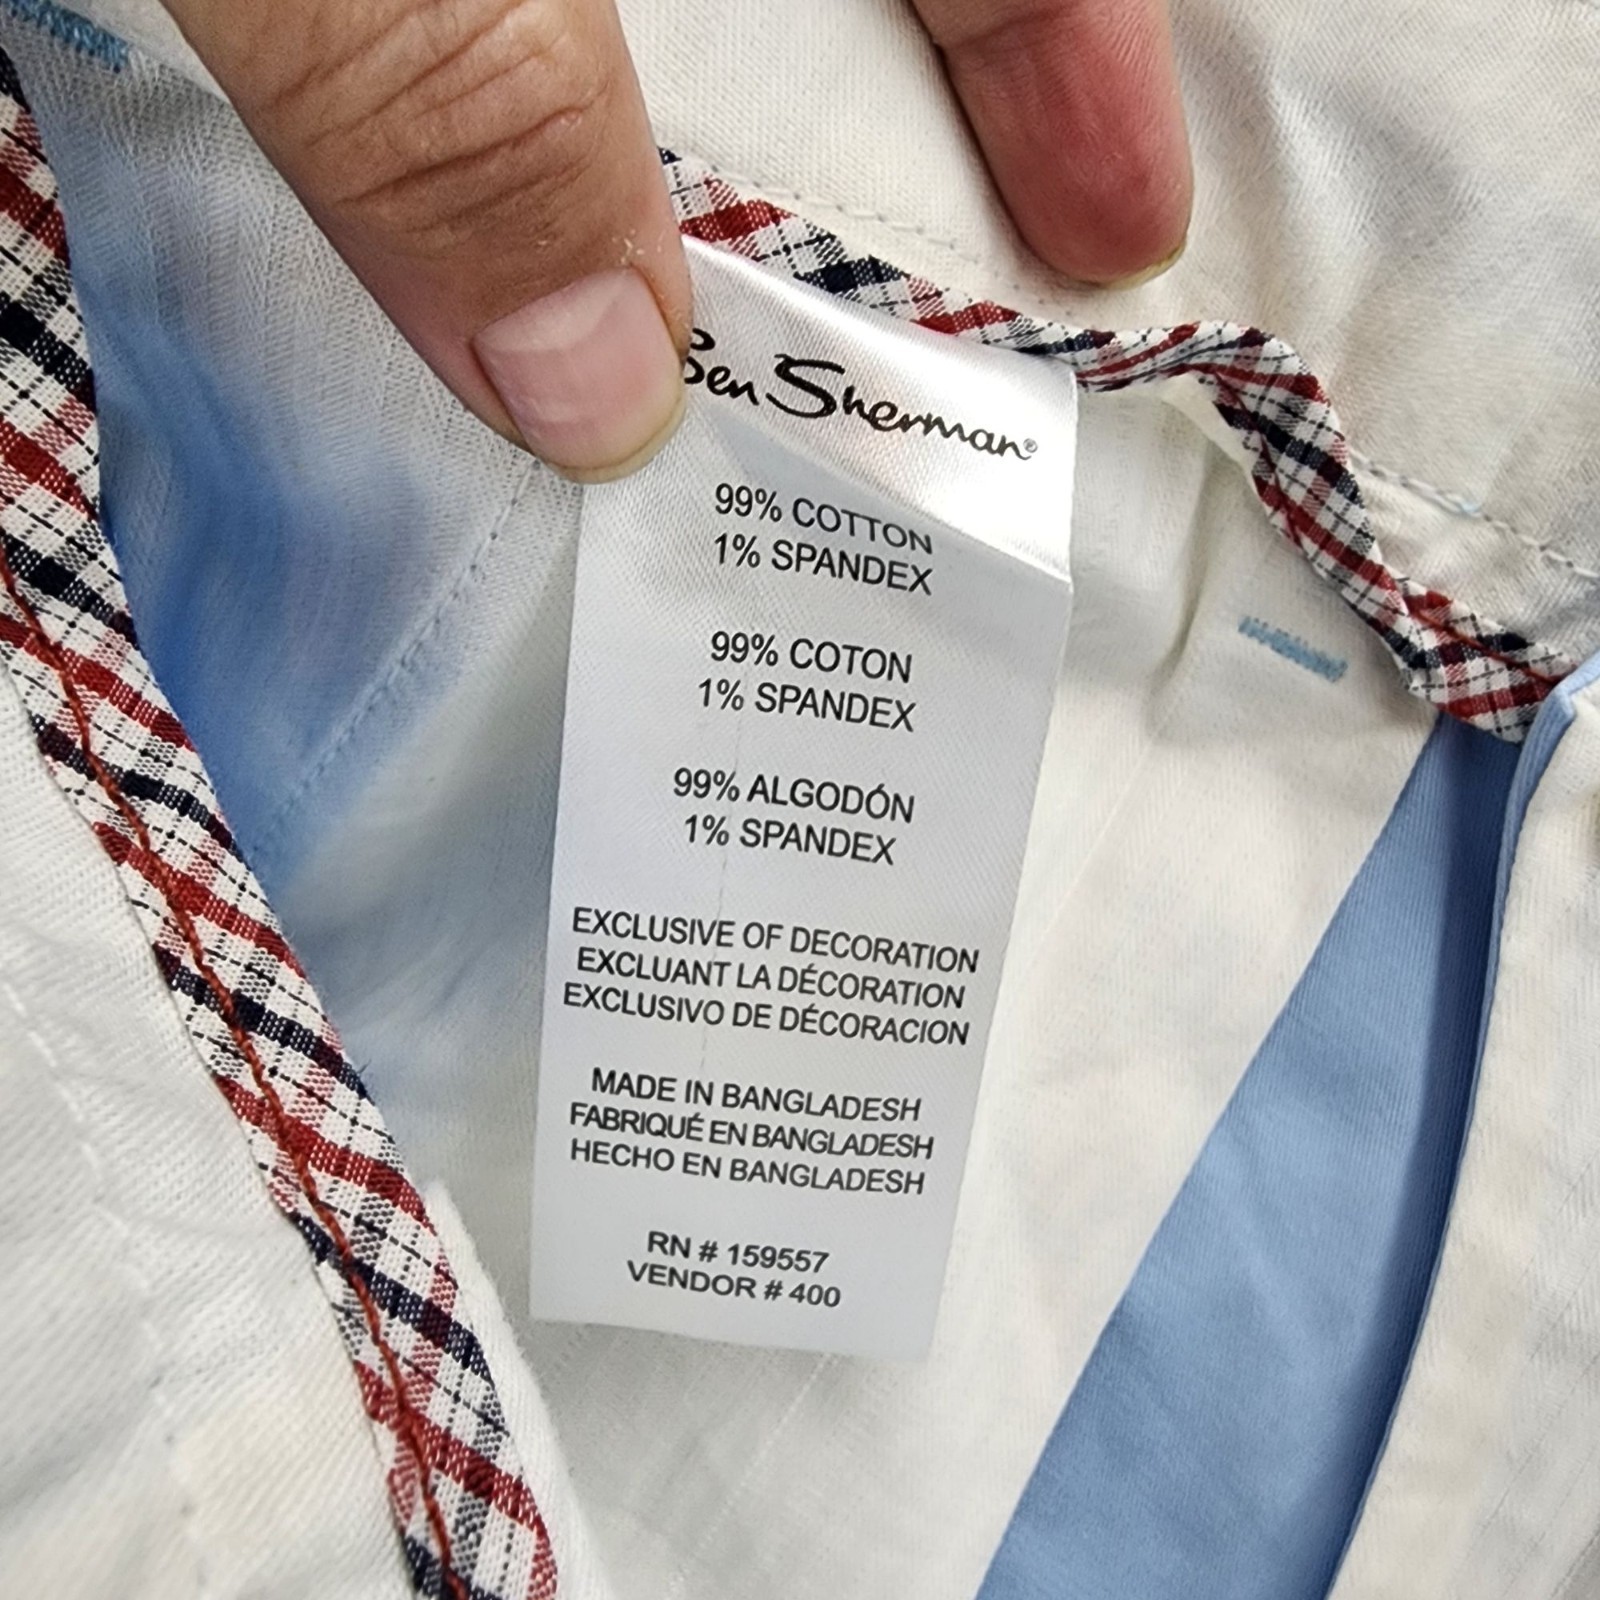 Ben Sherman®
99% COTTON
1% SPANDEX
99% COTON
1% SPANDEX
99% ALGODÓN
1% SPANDEX
EXCLUSIVE OF DECORATION
EXCLUANT LA DÉCORATION
EXCLUSIVO DE DÉCORACION
MADE IN BANGLADESH
FABRIQUÉ EN BANGLADESH
HECHO EN BANGLADESH
RN # 159557
VENDOR # 400